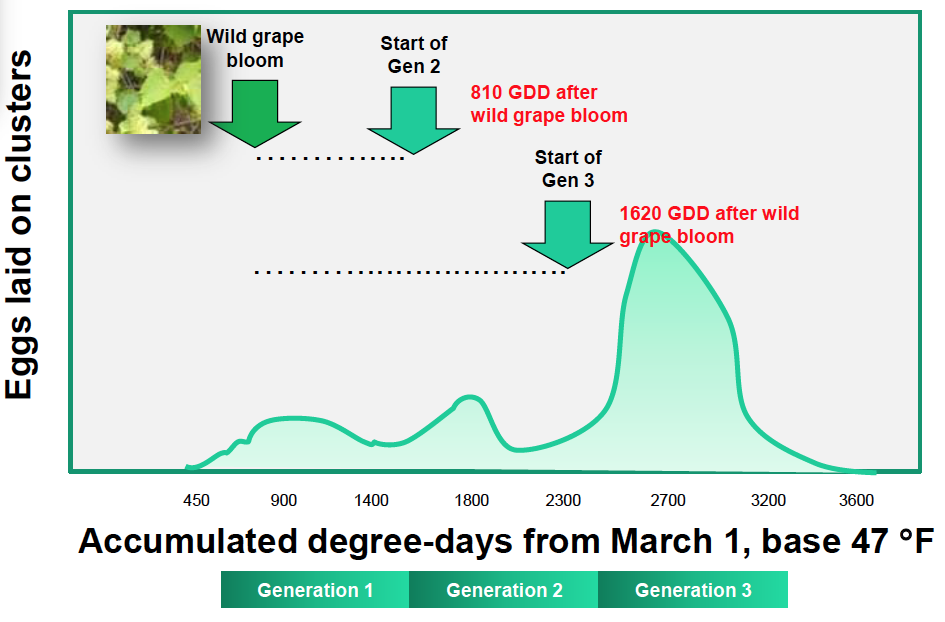 Wild grape
bloom
Start of
Gen 2
810 GDD after
wild grape bloom
Start of
Gen 3
1620 GDD after wild
grape bloom
Eggs laid on clusters
450 900 1400 1800 2300 2700 3200 3600
Accumulated degree-days from March 1, base 47 °F
Generation 1 Generation 2 Generation 3